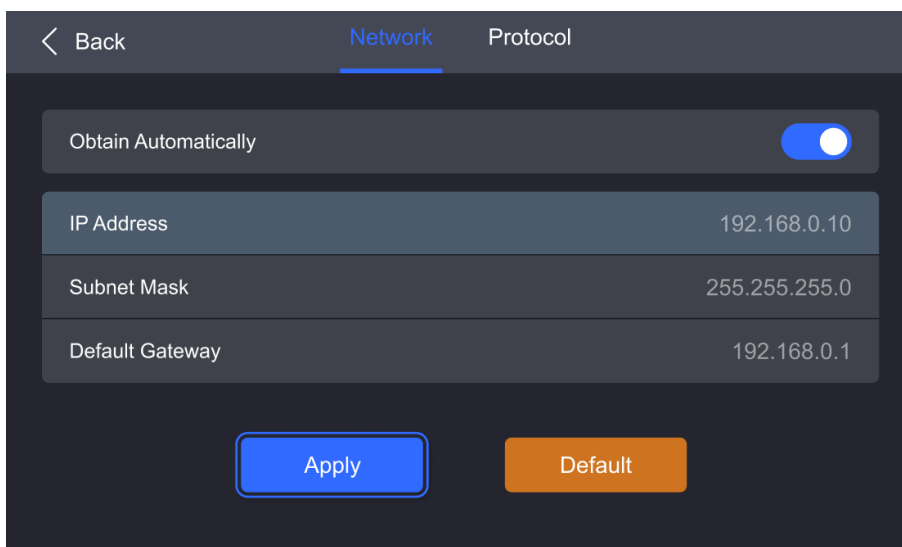 Back Network Protocol
Obtain Automatically
IP Address 192.168.0.10
Subnet Mask 255.255.255.0
Default Gateway 192.168.0.1
Apply Default